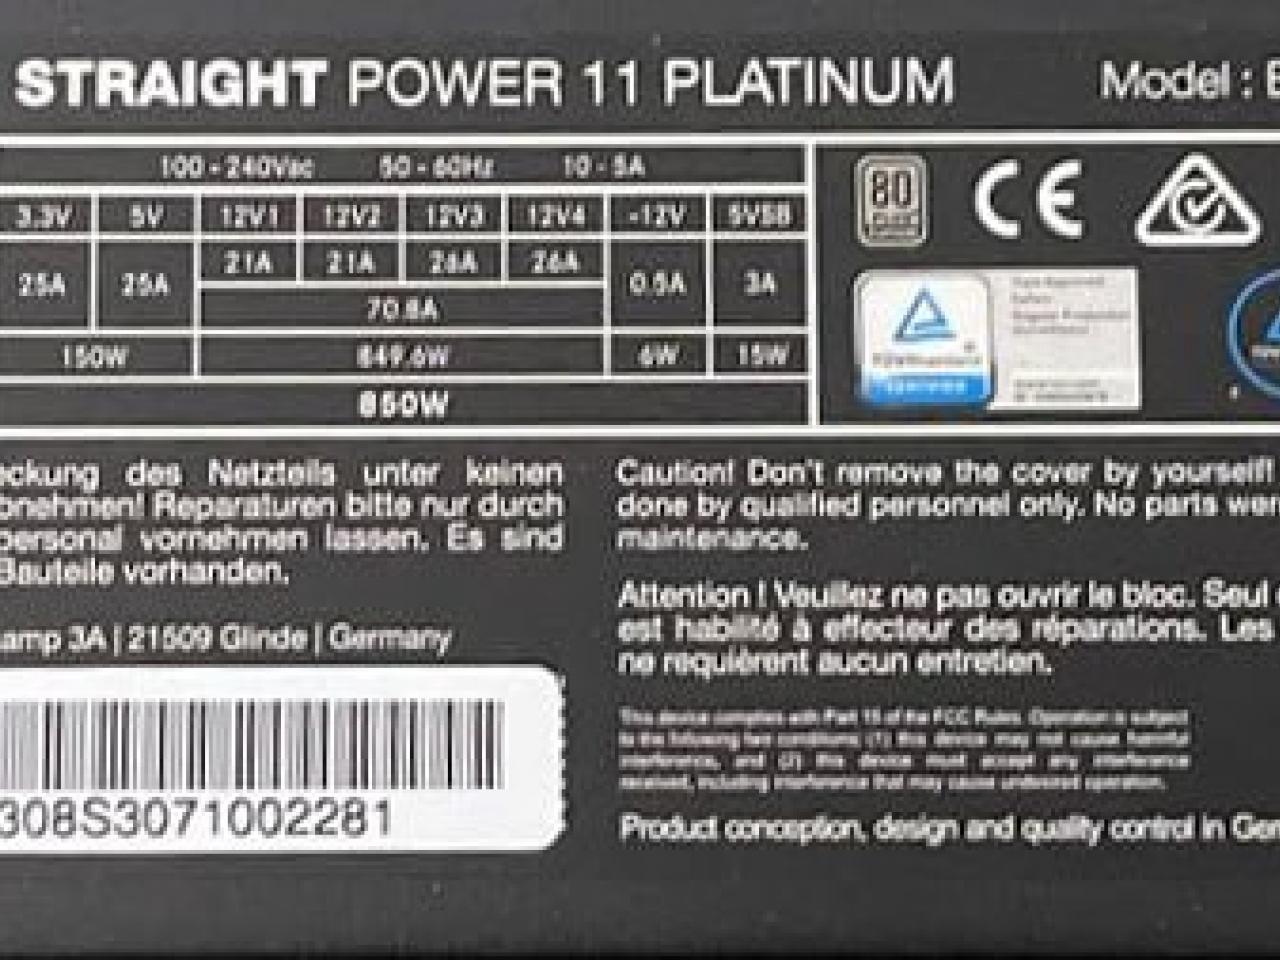 STRAIGHT POWER 11 PLATINUM Model :
100 - 240Vac 50 - 60Hz 10 - 5A
3.3V 5V 12V1 12V2 12V3 12V4 -12V 5VSB
25A 25A 21A 21A 26A 26A 0.5A 3A
70.8A
150W 849.6W 6W 15W
850W
80
CE
eckung des Netzteils unter keinen
bnehmen! Reparaturen bitte nur durch
personal vornehmen lassen. Es sind
Bauteile vorhanden.
amp 3A | 21509 Glinde | Germany
308S3071002281
Caution! Don't remove the cover by yourself!
done by qualified personnel only. No parts wer
maintenance.
Attention ! Veuillez ne pas ouvrir le bloc. Seul
est habilité à effecteur des réparations. Les
ne requièrent aucun entretien.
This device complies with Part 15 of the FCC Rules. Operation is subject
to the following two conditions: (1) this device may not cause harmful
interference, and (2) this device must accept any interference
received, including interference that may cause undesired operation.
Product conception, design and quality control in Ger